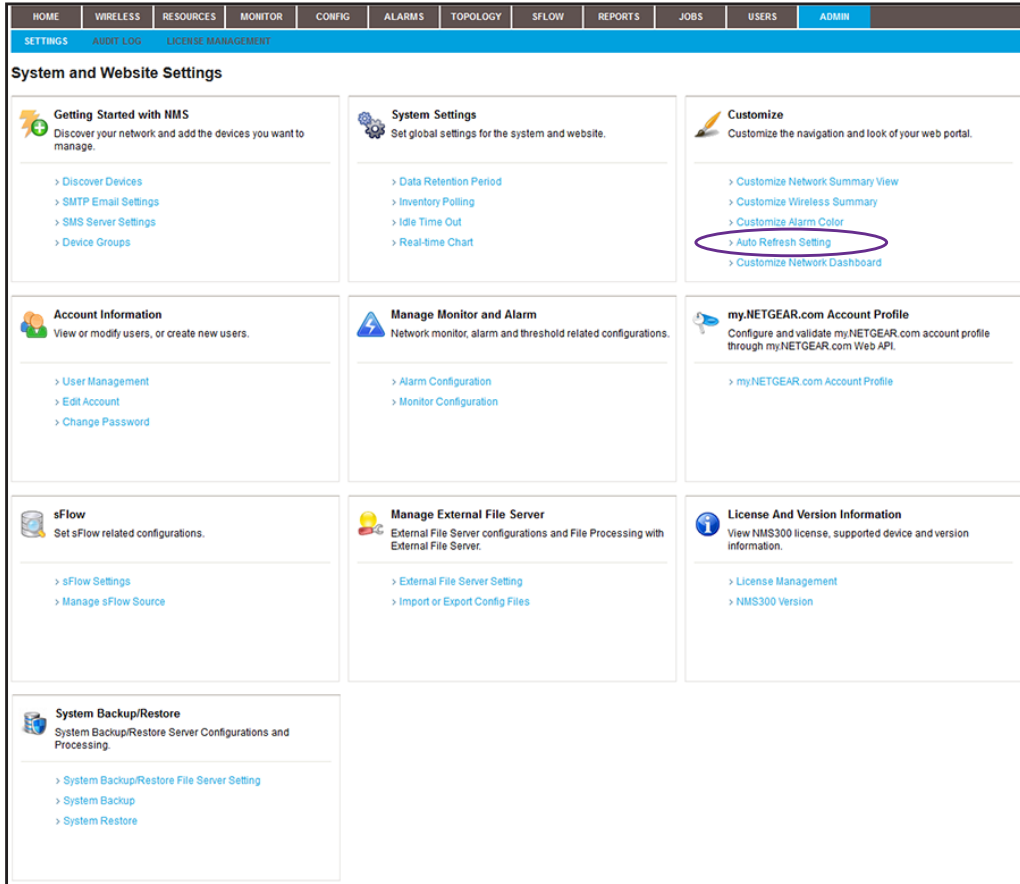 HOME WIRELESS RESOURCES MONITOR CONFIG ALARMS TOPOLOGY SFLOW REPORTS JOBS USERS ADMIN
SETTINGS AUDIT LOG LICENSE MANAGEMENT
System and Website Settings
Getting Started with NMS
Discover your network and add the devices you want to
manage.
> Discover Devices
> SMTP Email Settings
> SMS Server Settings
> Device Groups
System Settings
Set global settings for the system and website.
> Data Retention Period
> Inventory Polling
> Idle Time Out
> Real-time Chart
Customize
Customize the navigation and look of your web portal.
> Customize Network Summary View
> Customize Wireless Summary
> Customize Alarm Color
> Auto Refresh Setting
> Customize Network Dashboard
Account Information
View or modify users, or create new users.
> User Management
> Edit Account
> Change Password
Manage Monitor and Alarm
Network monitor, alarm and threshold related configurations.
> Alarm Configuration
> Monitor Configuration
my.NETGEAR.com Account Profile
Configure and validate my.NETGEAR.com account profile
through my.NETGEAR.com Web API.
> my.NETGEAR.com Account Profile
sFlow
Set sFlow related configurations.
> sFlow Settings
> Manage sFlow Source
Manage External File Server
External File Server configurations and File Processing with
External File Server.
> External File Server Setting
> Import or Export Config Files
License And Version Information
View NMS300 license, supported device and version
information.
> License Management
> NMS300 Version
System Backup/Restore
System Backup/Restore Server Configurations and
Processing.
> System Backup/Restore File Server Setting
> System Backup
> System Restore